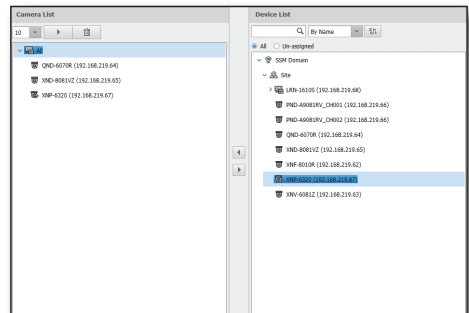 Camera List
10
All
QND-6070R (192.168.219.64)
XND-8081VZ (192.168.219.65)
XNP-6320 (192.168.219.67)
Device List
By Name
All Un-assigned
SSM Domain
Site
LRN-1610S (192.168.219.68)
PND-A9081RV_CH001 (192.168.219.66)
PND-A9081RV_CH002 (192.168.219.66)
QND-6070R (192.168.219.64)
XND-8081VZ (192.168.219.65)
XNF-8010R (192.168.219.62)
XNP-6320 (192.168.219.67)
XNV-6081Z (192.168.219.63)